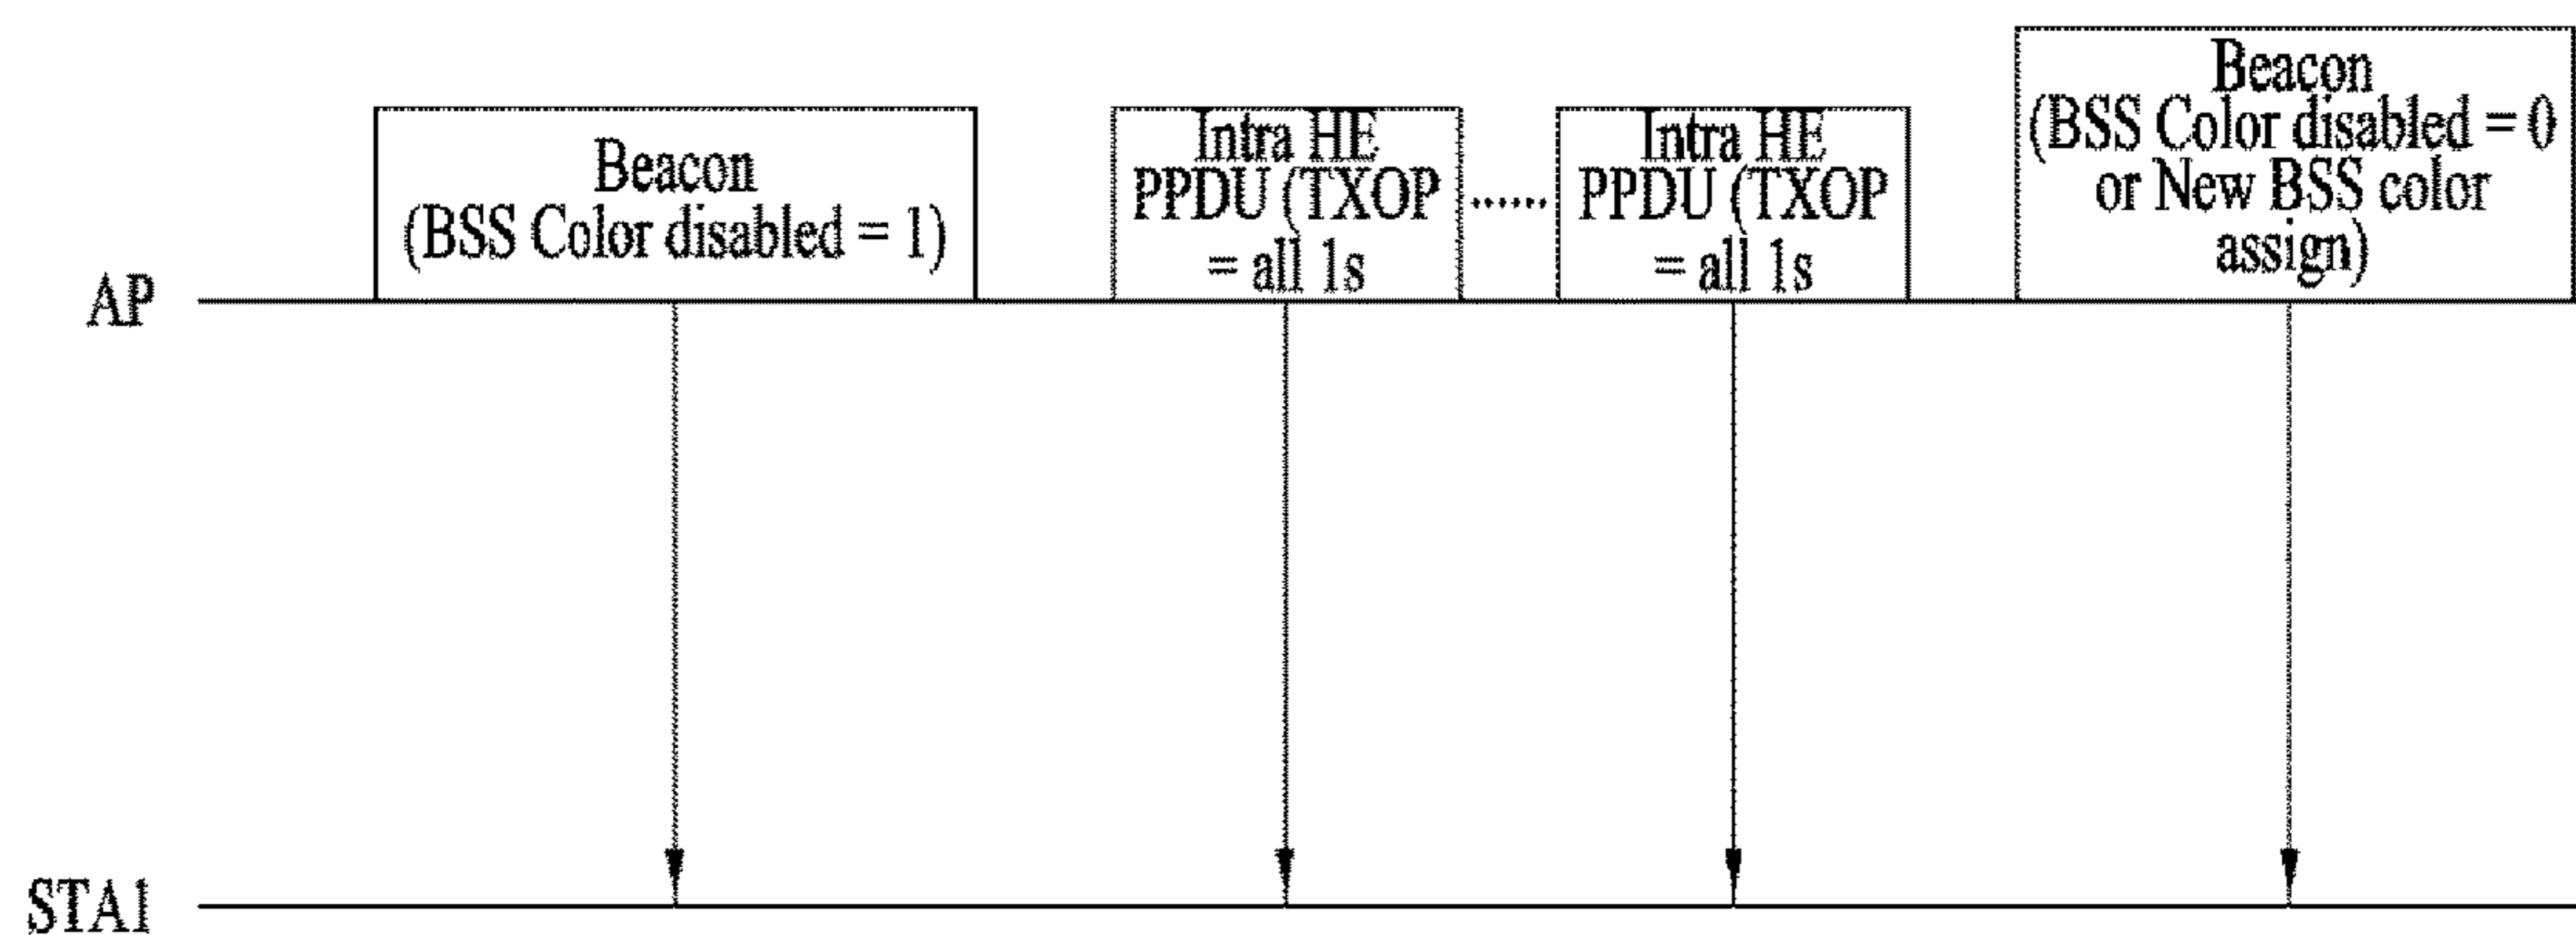 Beacon
(BSS Color disabled = 1)
Intra HE
PPDU (TXOP
= all 1s
Intra HE
PPDU (TXOP
= all 1s
Beacon
(BSS Color disabled = 0
or New BSS color
assign)
AP
STA1